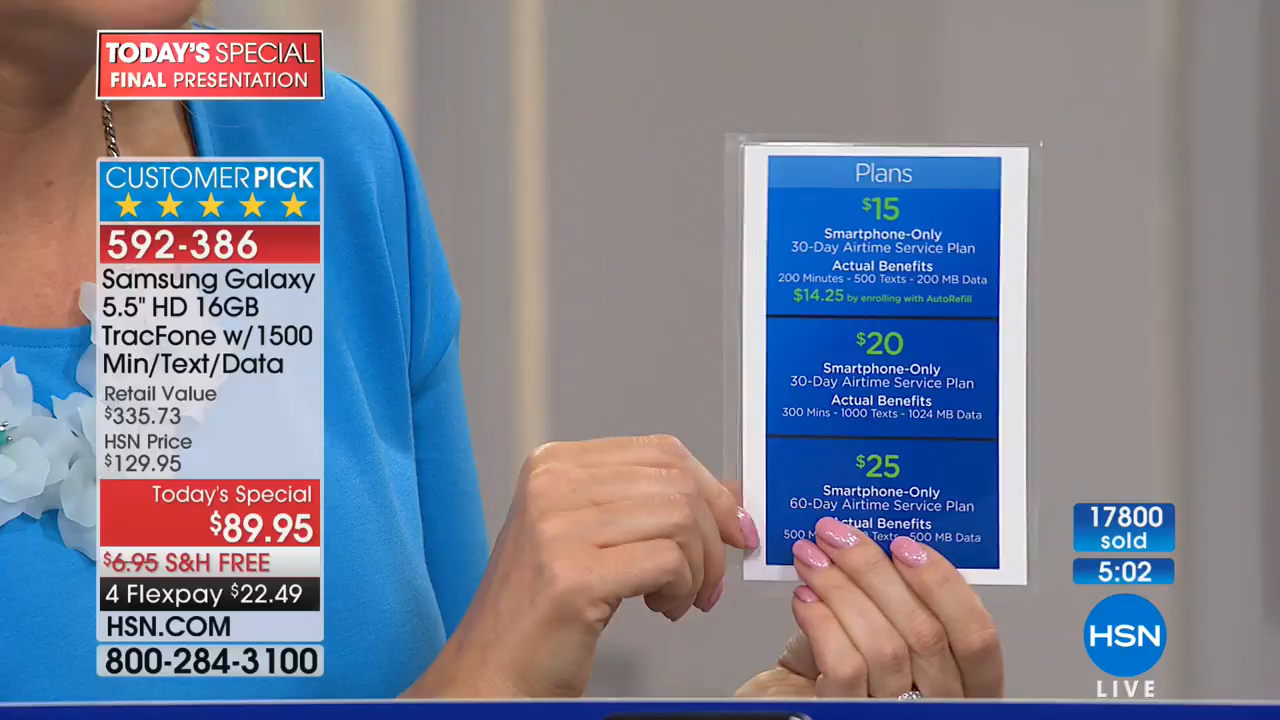 TODAY'S SPECIAL
FINAL PRESENTATION
CUSTOMER PICK
592-386
Samsung Galaxy
5.5" HD 16GB
TracFone w/1500
Min/Text/Data
Retail Value
$335.73
HSN Price
$129.95
Today's Special
$89.95
$6.95 S&H FREE
4 Flexpay $22.49
HSN.COM
800-284-3100
Plans
$15
Smartphone-Only
30-Day Airtime Service Plan
Actual Benefits
200 Minutes - 500 Texts - 200 MB Data
$14.25 by enrolling with AutoRefill
$20
Smartphone-Only
30-Day Airtime Service Plan
Actual Benefits
300 Mins - 1000 Texts - 1024 MB Data
$25
Smartphone-Only
60-Day Airtime Service Plan
Actual Benefits
500 Texts - 500 MB Data
17800
sold
5:02
HSN
LIVE